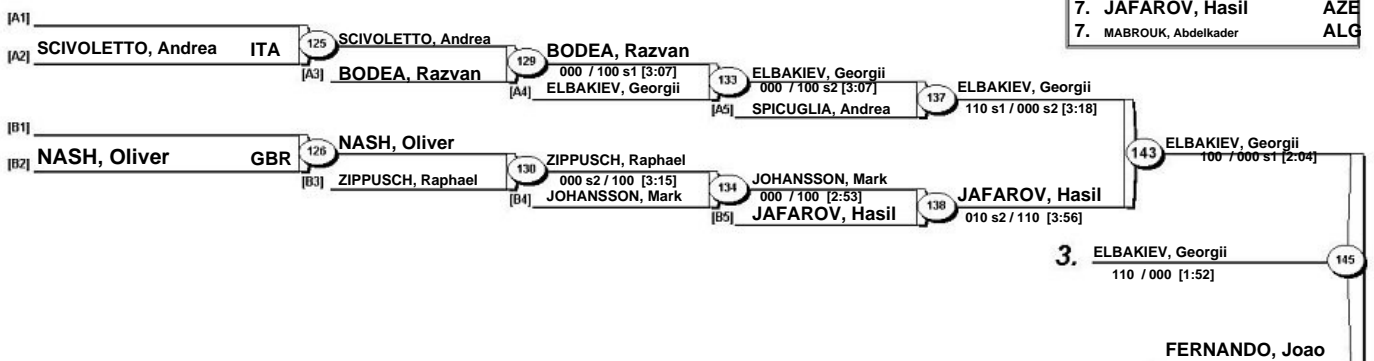 7. JAFAROV, Hasil AZE
7. MABROUK, Abdelkader ALG
[A1]
[A2] SCIVOLETTO, Andrea ITA
125
SCIVOLETTO, Andrea
[A3] BODEA, Razvan
129
BODEA, Razvan
000 / 100 s1 [3:07]
[A4] ELBAKIEV, Georgii
133
ELBAKIEV, Georgii
000 / 100 s2 [3:07]
[A5] SPICUGLIA, Andrea
137
ELBAKIEV, Georgii
110 s1 / 000 s2 [3:18]
[B1]
[B2] NASH, Oliver GBR
126
NASH, Oliver
[B3] ZIPPUSCH, Raphael
130
ZIPPUSCH, Raphael
000 s2 / 100 [3:15]
[B4] JOHANSSON, Mark
134
JOHANSSON, Mark
000 / 100 [2:53]
[B5] JAFAROV, Hasil
138
JAFAROV, Hasil
010 s2 / 110 [3:56]
143
ELBAKIEV, Georgii
100 / 000 s1 [2:04]
3. ELBAKIEV, Georgii
110 / 000 [1:52]
145
FERNANDO, Joao